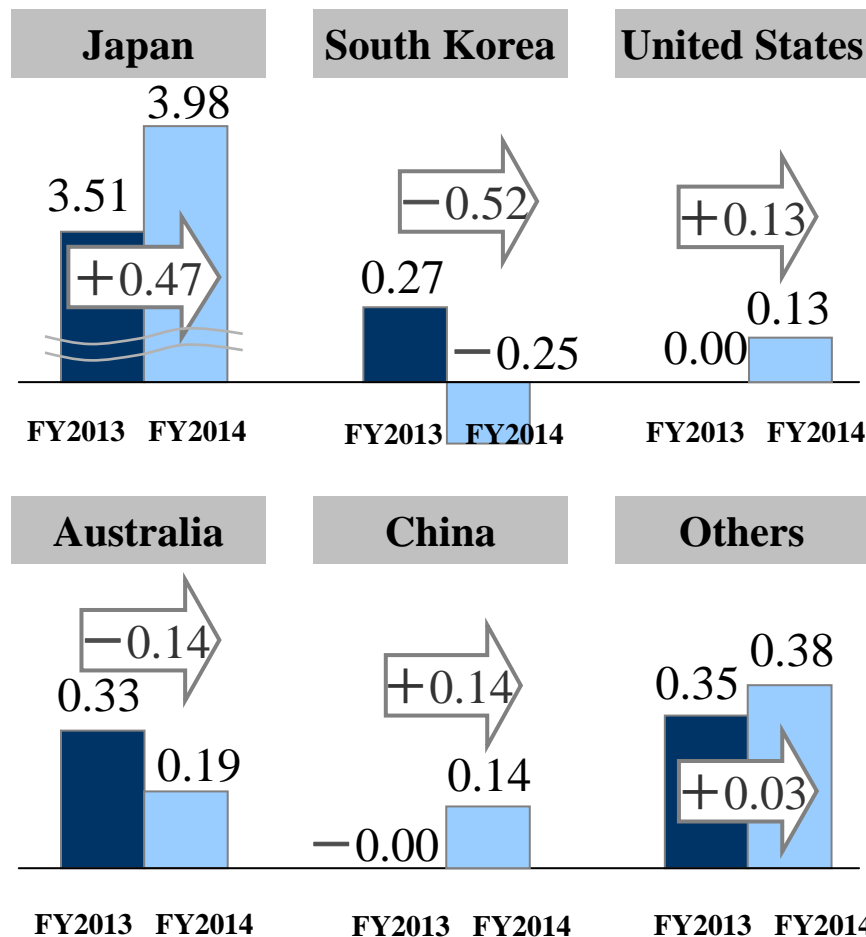 Japan
3.51
3.98
+0.47
FY2013 FY2014
South Korea
−0.52
0.27
−0.25
FY2013 FY2014
United States
+0.13
0.00
0.13
FY2013 FY2014
Australia
−0.14
0.33
0.19
FY2013 FY2014
China
+0.14
−0.00
0.14
FY2013 FY2014
Others
0.35
0.38
+0.03
FY2013 FY2014